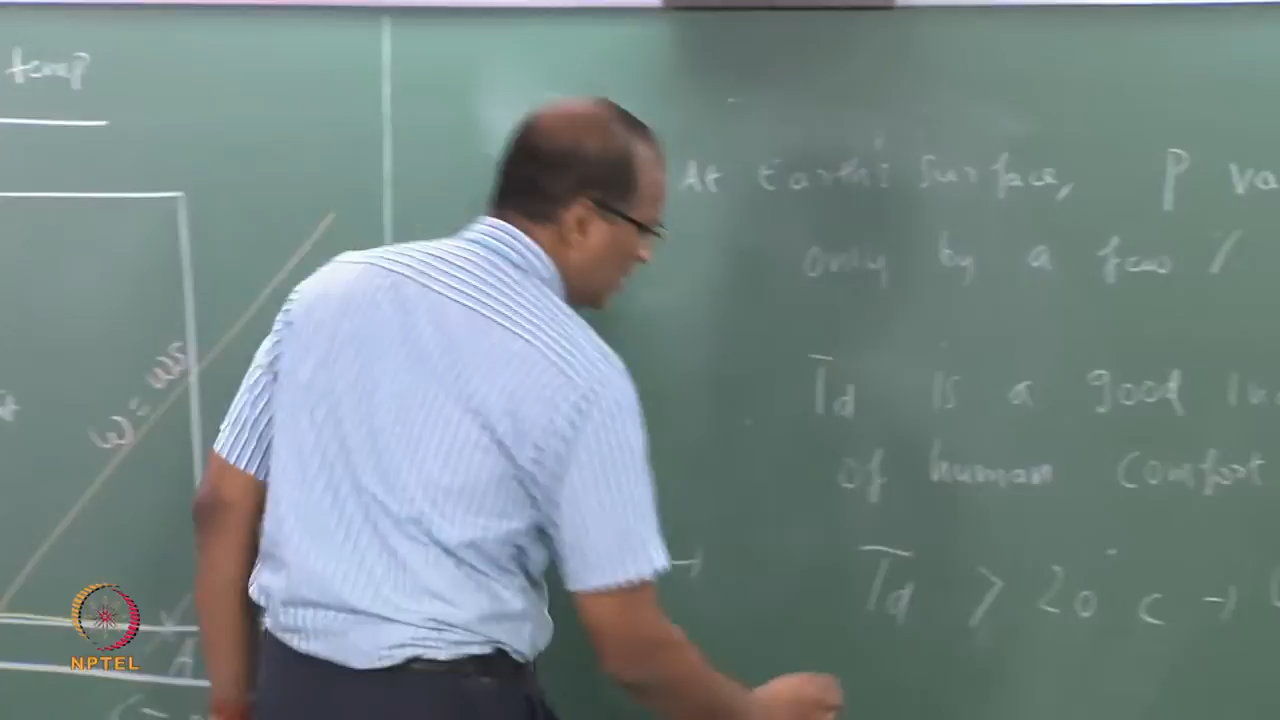 temp
At Earth's Surface, P va
only by a few %
w = ws
Td is a good In
of human Comfort
Td > 20° C →
NPTEL